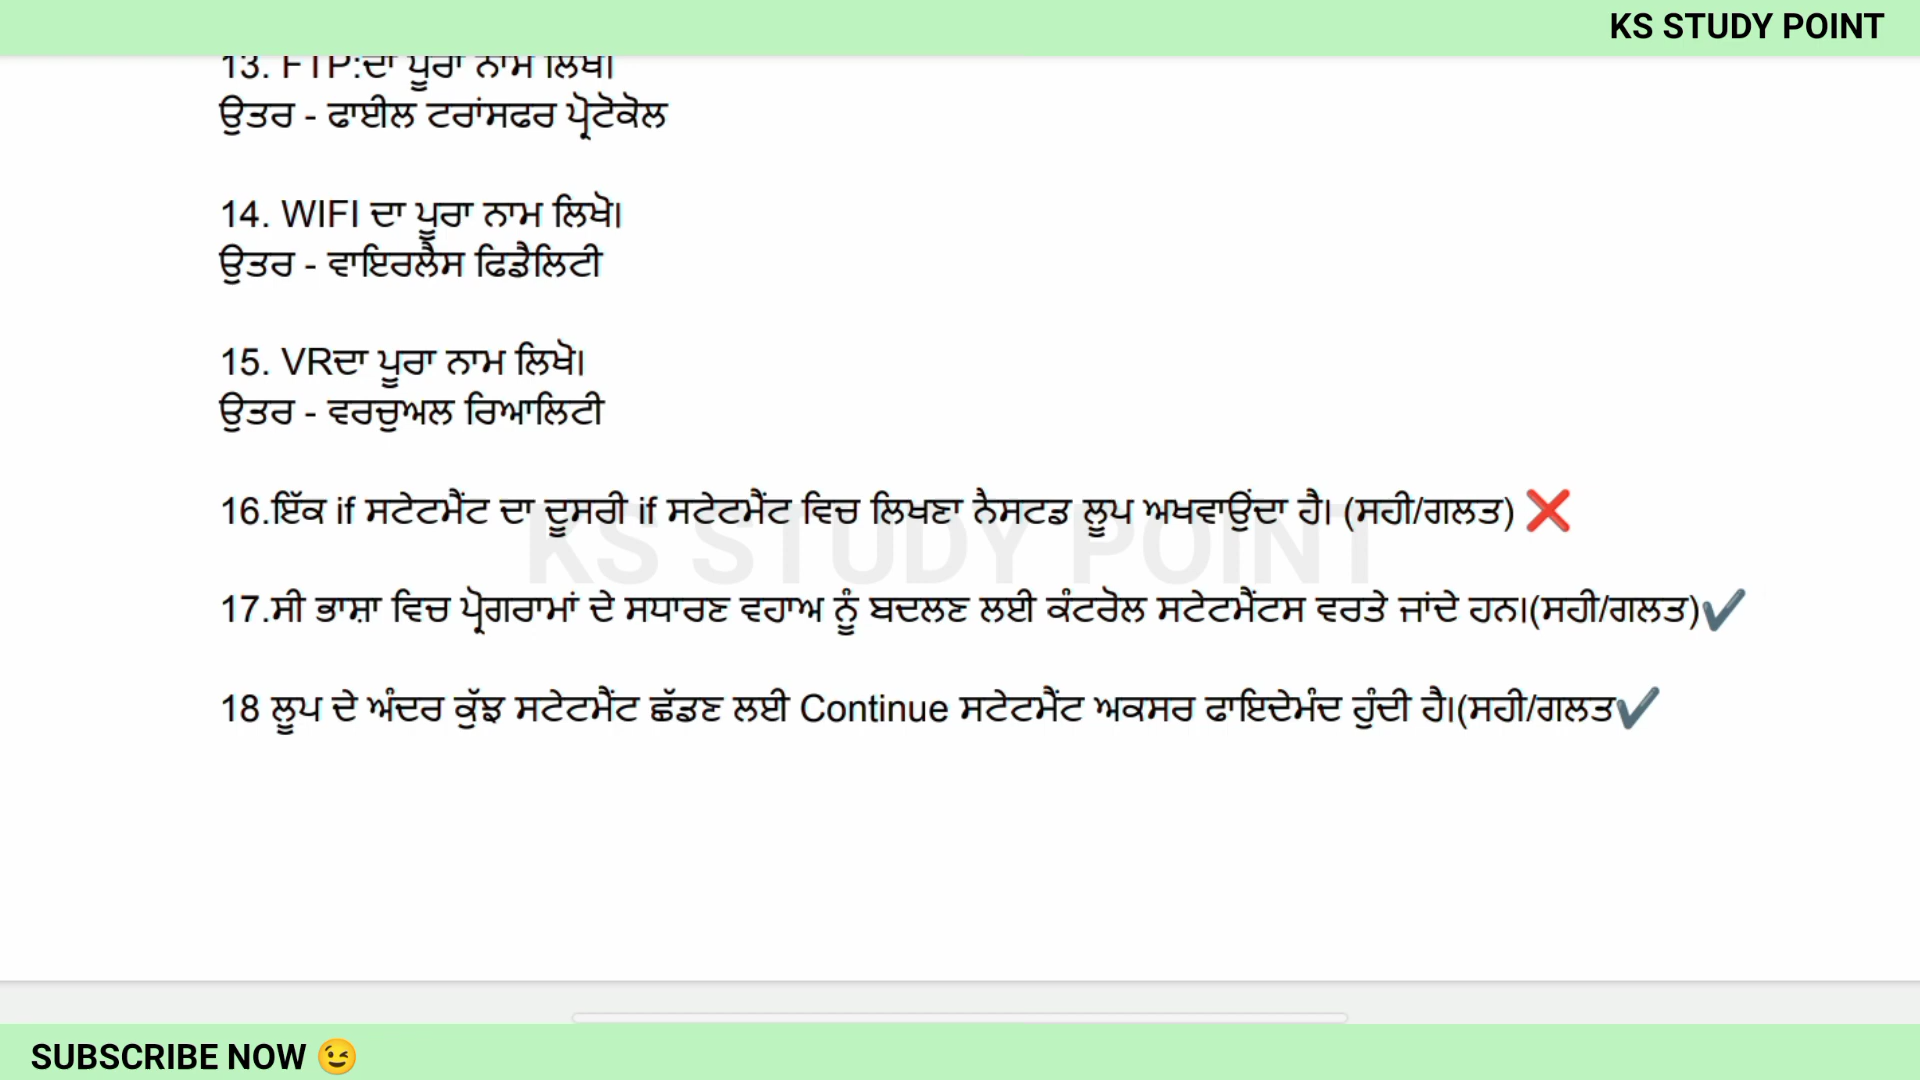 KS STUDY POINT
13. FTP:ਦਾ ਪੂਰਾ ਨਾਮ ਲਿਖੋ।
ਉਤਰ - ਫਾਈਲ ਟਰਾਂਸਫਰ ਪ੍ਰੋਟੋਕੋਲ
14. WIFI ਦਾ ਪੂਰਾ ਨਾਮ ਲਿਖੋ।
ਉਤਰ - ਵਾਇਰਲੈਸ ਫਿਡੈਲਿਟੀ
15. VRਦਾ ਪੂਰਾ ਨਾਮ ਲਿਖੋ।
ਉਤਰ - ਵਰਚੁਅਲ ਰਿਆਲਿਟੀ
16.ਇੱਕ if ਸਟੇਟਮੈਂਟ ਦਾ ਦੂਸਰੀ if ਸਟੇਟਮੈਂਟ ਵਿਚ ਲਿਖਣਾ ਨੈਸਟਡ ਲੂਪ ਅਖਵਾਉਂਦਾ ਹੈ। (ਸਹੀ/ਗਲਤ) ❌
KS STUDY POINT
17.ਸੀ ਭਾਸ਼ਾ ਵਿਚ ਪ੍ਰੋਗਰਾਮਾਂ ਦੇ ਸਧਾਰਣ ਵਹਾਅ ਨੂੰ ਬਦਲਣ ਲਈ ਕੰਟਰੋਲ ਸਟੇਟਮੈਂਟਸ ਵਰਤੇ ਜਾਂਦੇ ਹਨ।(ਸਹੀ/ਗਲਤ)✔️
18 ਲੂਪ ਦੇ ਅੰਦਰ ਕੁੱਝ ਸਟੇਟਮੈਂਟ ਛੱਡਣ ਲਈ Continue ਸਟੇਟਮੈਂਟ ਅਕਸਰ ਫਾਇਦੇਮੰਦ ਹੁੰਦੀ ਹੈ।(ਸਹੀ/ਗਲਤ✔️
SUBSCRIBE NOW 😉